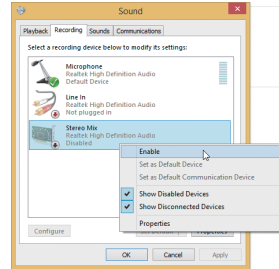 Sound
Playback Recording Sounds Communications
Select a recording device below to modify its settings:
Microphone
Realtek High Definition Audio
Default Device
Line In
Realtek High Definition Audio
Not plugged in
Stereo Mix
Realtek High Definition Audio
Disabled
Enable
Set as Default Device
Set as Default Communication Device
Show Disabled Devices
Show Disconnected Devices
Properties
Configure
Set Default
Properties
OK Cancel Apply